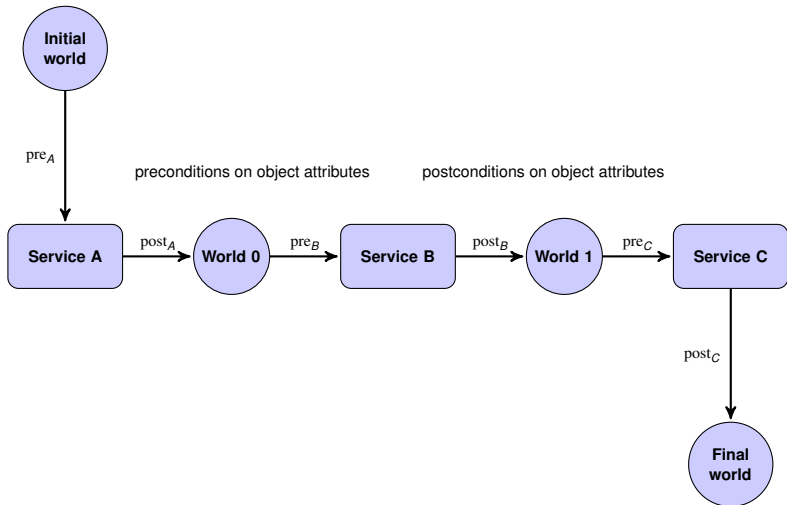 Initial
world
pre_A
preconditions on object attributes
postconditions on object attributes
Service A
post_A
World 0
pre_B
Service B
post_B
World 1
pre_C
Service C
post_C
Final
world